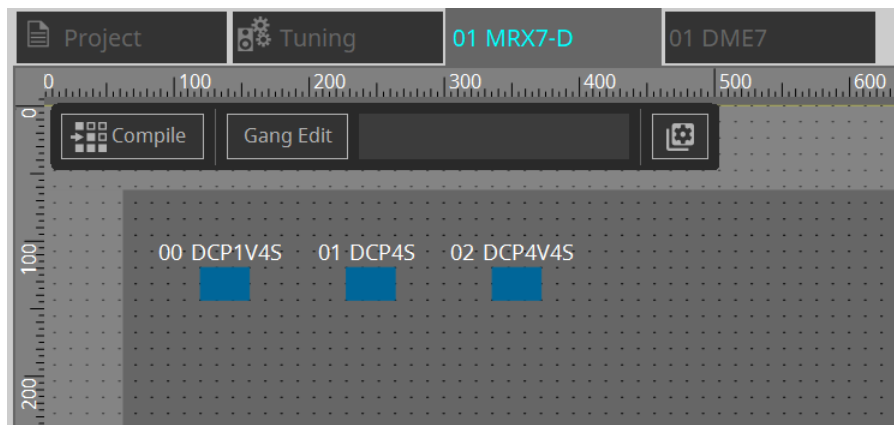 Project
Tuning
01 MRX7-D
01 DME7
0 100 200 300 400 500 600
0
Compile
Gang Edit
100
00 DCP1V4S
01 DCP4S
02 DCP4V4S
200